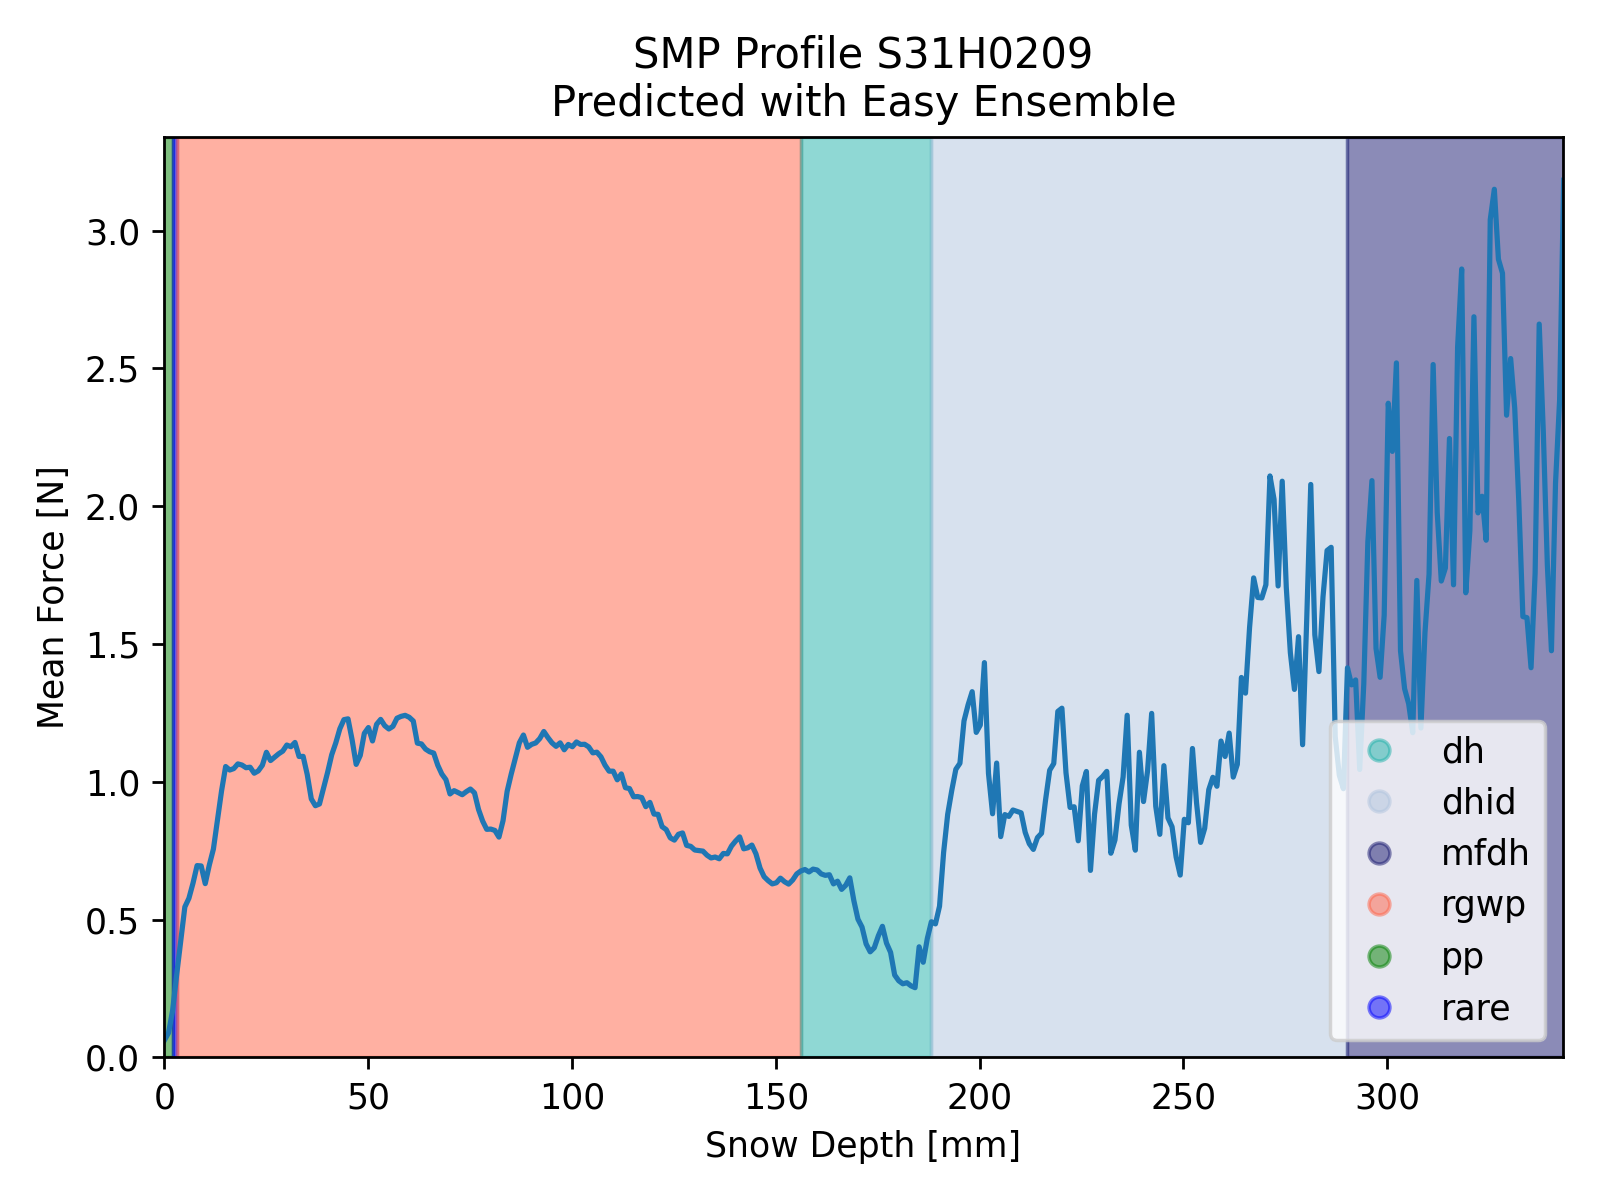 SMP Profile S31H0209
Predicted with Easy Ensemble
Mean Force [N]
3.0
2.5
2.0
1.5
1.0
0.5
0.0
dh
dhid
mfdh
rgwp
pp
rare
0 50 100 150 200 250 300
Snow Depth [mm]